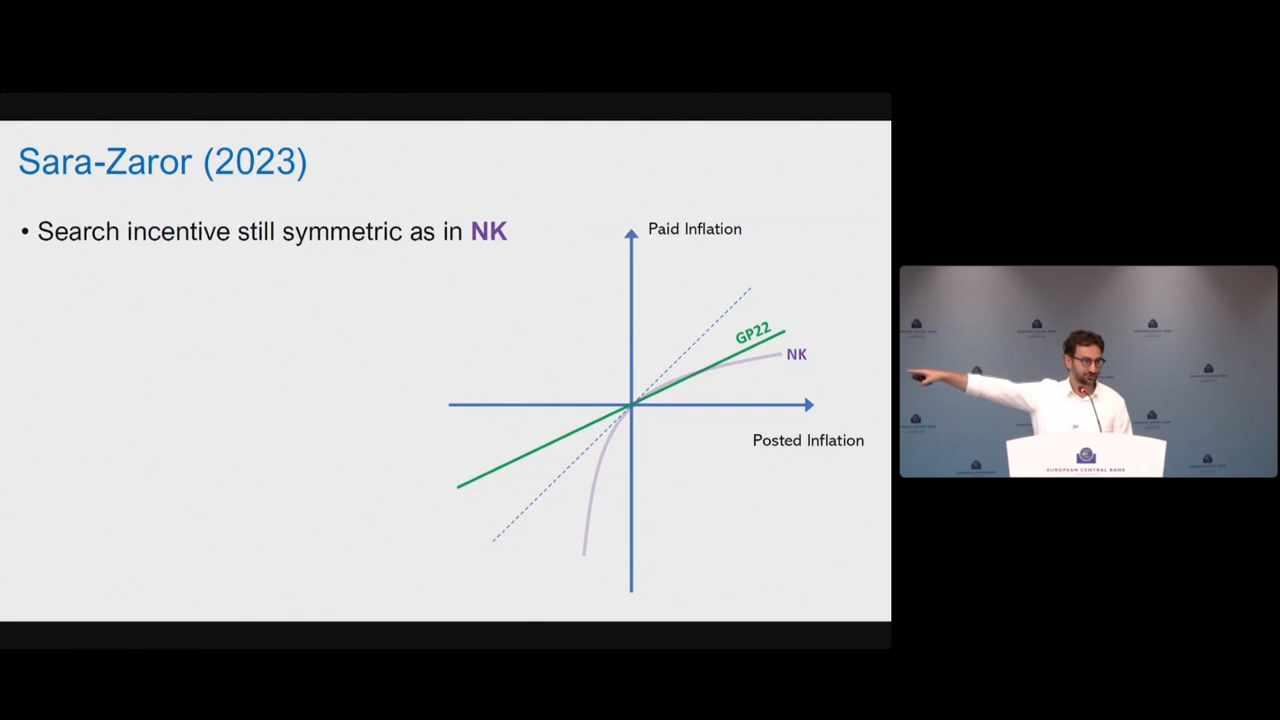 Sara-Zaror (2023)
• Search incentive still symmetric as in NK
Paid Inflation
GP22
NK
Posted Inflation
EUROPEAN CENTRAL BANK